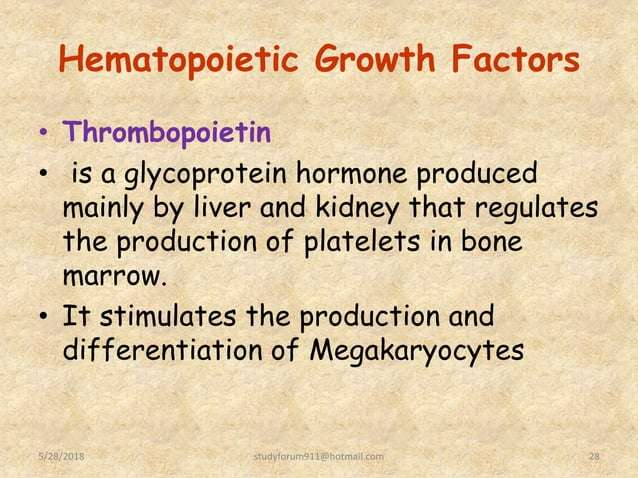 Hematopoietic Growth Factors
• Thrombopoietin
• is a glycoprotein hormone produced
mainly by liver and kidney that regulates
the production of platelets in bone
marrow.
• It stimulates the production and
differentiation of Megakaryocytes
5/28/2018 studyforum911@hotmail.com 28